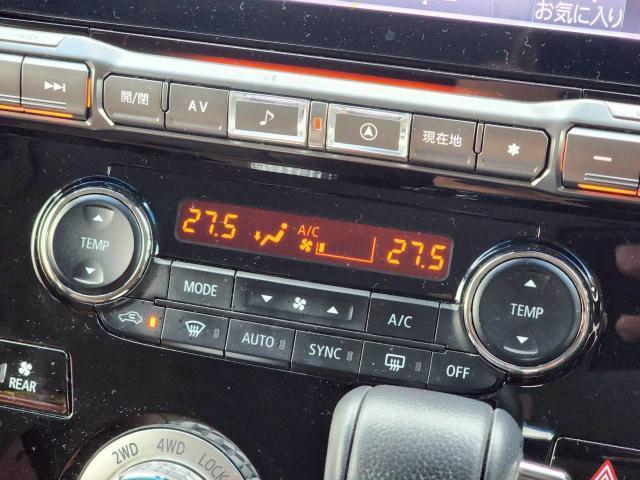 お気に入り
TRACK
開/閉
AV
現在地
27.5
A/C
27.5
TEMP
TEMP
MODE
A/C
AUTO
SYNC
OFF
REAR
2WD
4WD
LOCK